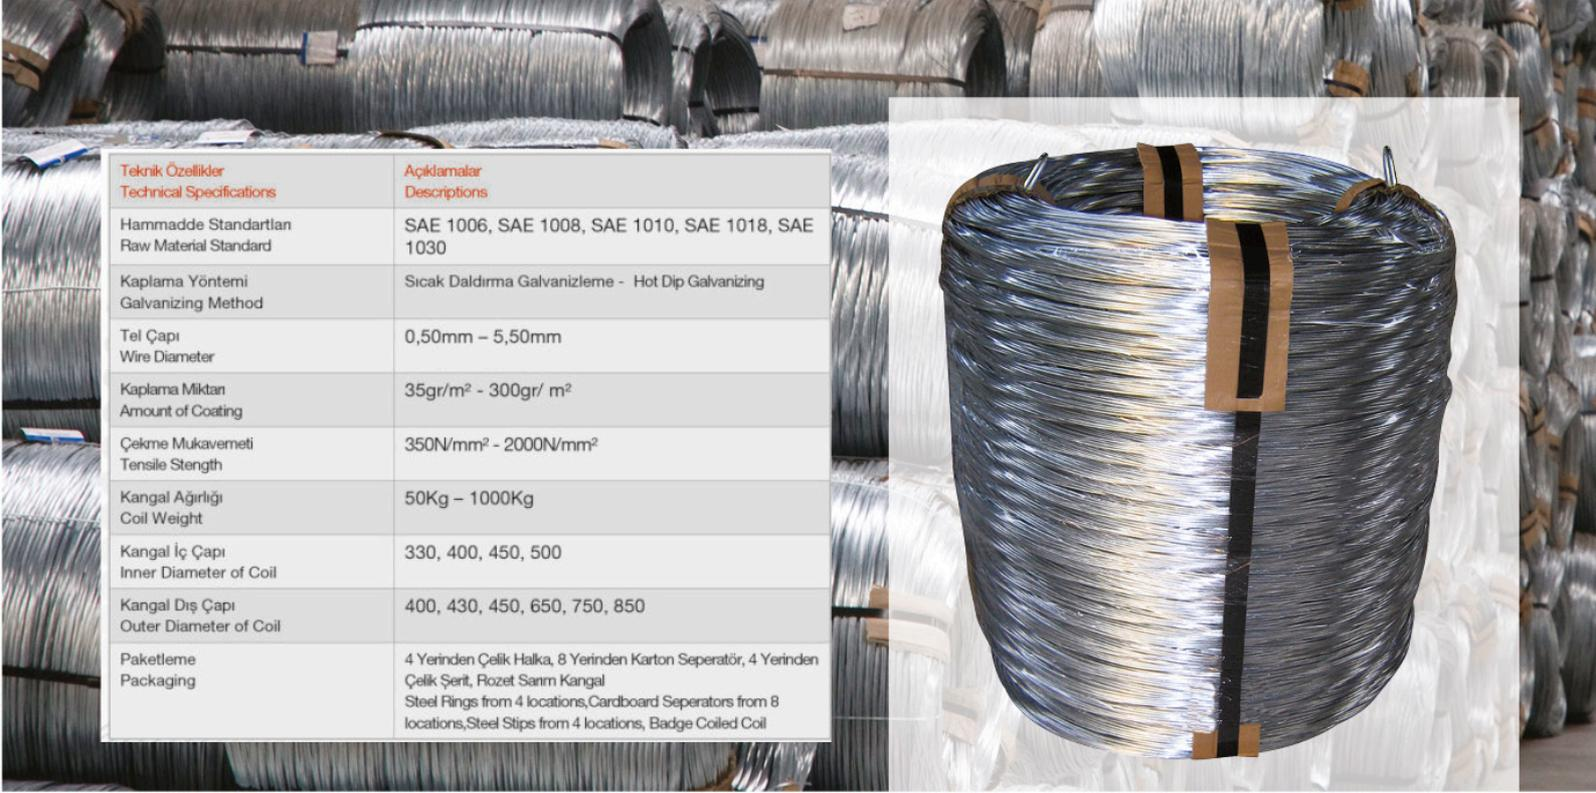 Teknik Özellikler
Technical Specifications
Açıklamalar
Descriptions
Hammadde Standartları
Raw Material Standard
SAE 1006, SAE 1008, SAE 1010, SAE 1018, SAE
1030
Kaplama Yöntemi
Galvanizing Method
Sıcak Daldırma Galvanizleme - Hot Dip Galvanizing
Tel Çapı
Wire Diameter
0,50mm – 5,50mm
Kaplama Miktarı
Amount of Coating
35gr/m² - 300gr/ m²
Çekme Mukavemeti
Tensile Stength
350N/mm² - 2000N/mm²
Kangal Ağırlığı
Coil Weight
50Kg – 1000Kg
Kangal İç Çapı
Inner Diameter of Coil
330, 400, 450, 500
Kangal Dış Çapı
Outer Diameter of Coil
400, 430, 450, 650, 750, 850
Paketleme
Packaging
4 Yerinden Çelik Halka, 8 Yerinden Karton Seperatör, 4 Yerinden
Çelik Şerit, Rozet Sarım Kangal
Steel Rings from 4 locations,Cardboard Seperators from 8
locations,Steel Stips from 4 locations, Badge Coiled Coil